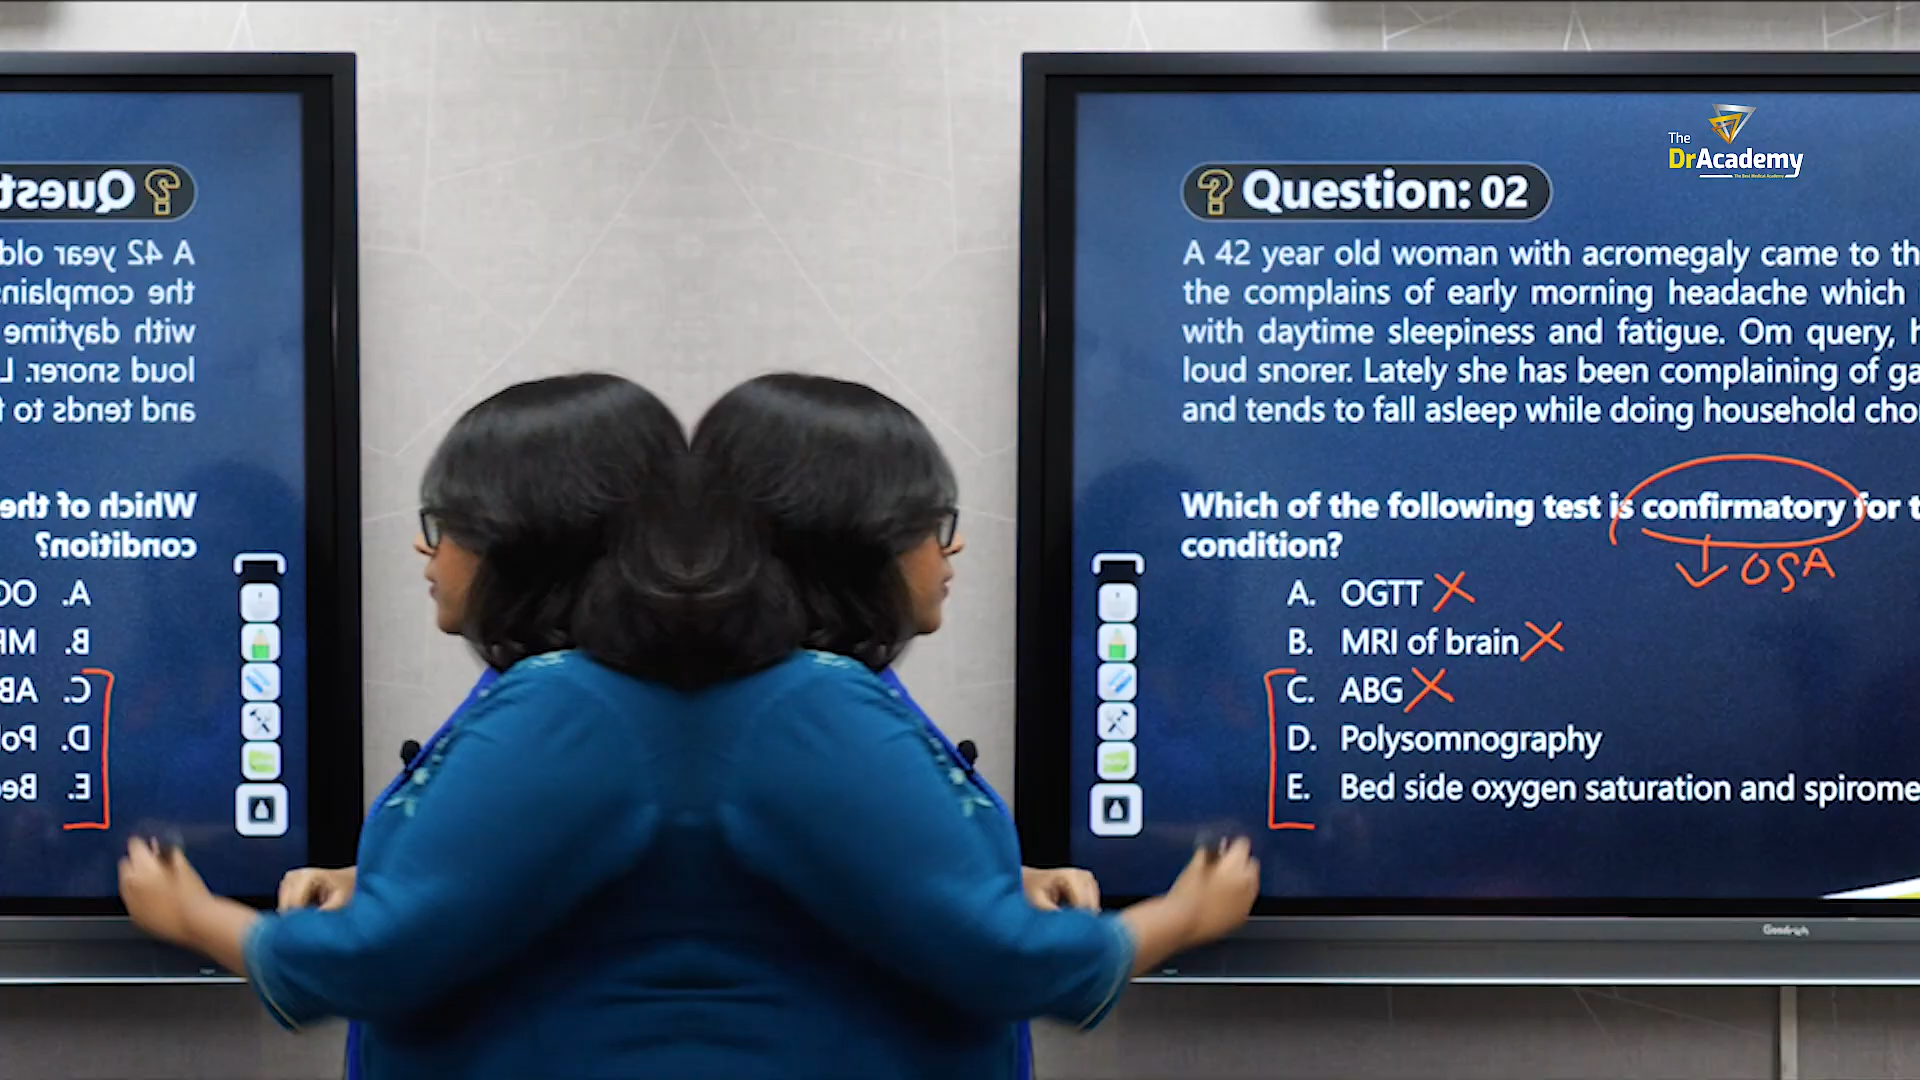 The
DrAcademy
Question: 02
A 42 year old woman with acromegaly came to th
the complains of early morning headache which
with daytime sleepiness and fatigue. Om query, h
loud snorer. Lately she has been complaining of ga
and tends to fall asleep while doing household cho
Which of the following test is confirmatory for t
condition?
OSA
A. OGTT
B. MRI of brain
C. ABG
D. Polysomnography
E. Bed side oxygen saturation and spirome